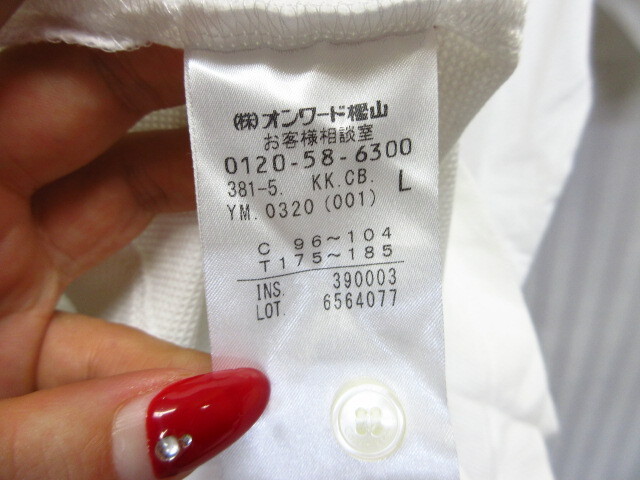 (株)オンワード樫山
お客様相談室
0120-58-6300
381-5. KK.CB. L
YM.0320(001)
C 96~104
T175~185
INS. 390003
LOT. 6564077